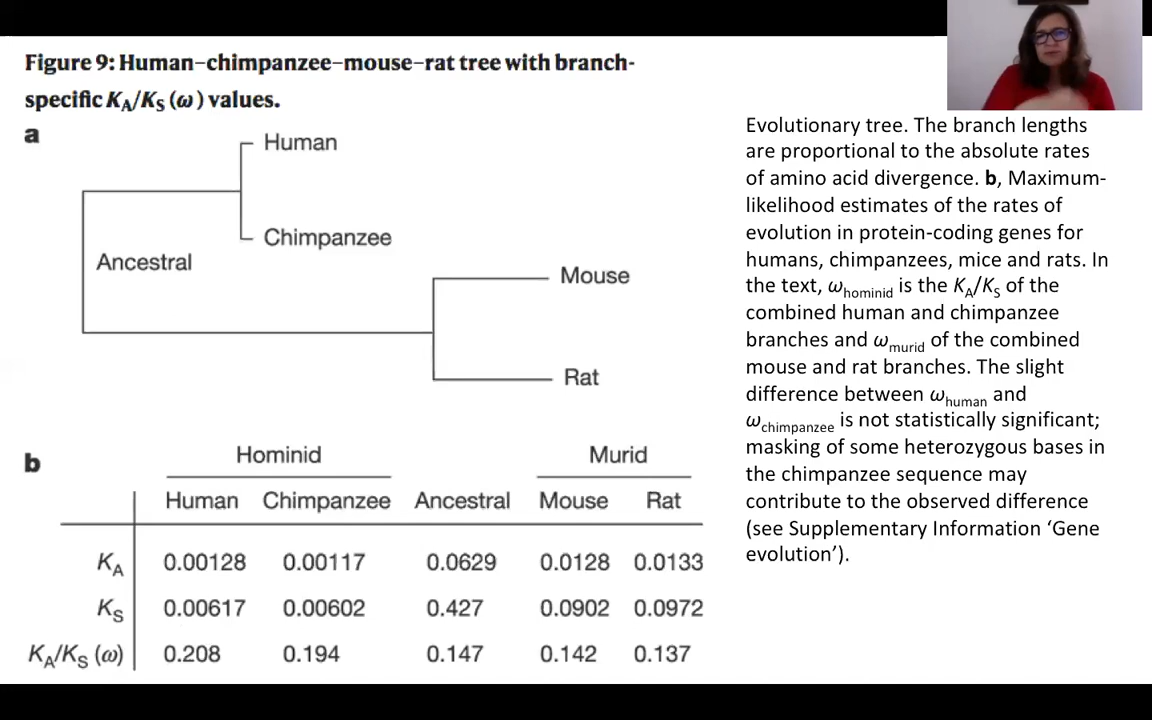 Figure 9: Human–chimpanzee–mouse–rat tree with branch-
specific KA/KS (ω) values.
a
Human
Chimpanzee
Ancestral
Mouse
Rat
b
Hominid Murid
Human Chimpanzee Ancestral Mouse Rat
KA 0.00128 0.00117 0.0629 0.0128 0.0133
KS 0.00617 0.00602 0.427 0.0902 0.0972
KA/KS (ω) 0.208 0.194 0.147 0.142 0.137
Evolutionary tree. The branch lengths
are proportional to the absolute rates
of amino acid divergence. b, Maximum-
likelihood estimates of the rates of
evolution in protein-coding genes for
humans, chimpanzees, mice and rats. In
the text, ωhominid is the KA/KS of the
combined human and chimpanzee
branches and ωmurid of the combined
mouse and rat branches. The slight
difference between ωhuman and
ωchimpanzee is not statistically significant;
masking of some heterozygous bases in
the chimpanzee sequence may
contribute to the observed difference
(see Supplementary Information ‘Gene
evolution’).